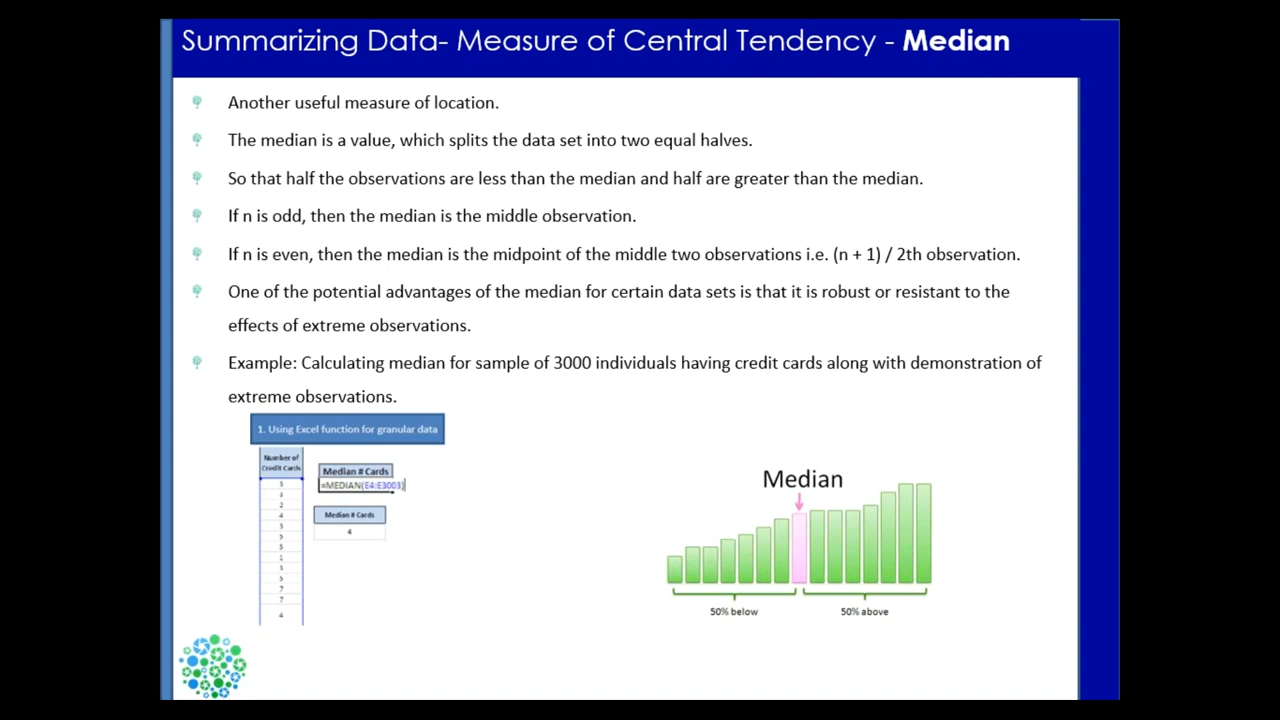 Summarizing Data- Measure of Central Tendency - Median
Another useful measure of location.
The median is a value, which splits the data set into two equal halves.
So that half the observations are less than the median and half are greater than the median.
If n is odd, then the median is the middle observation.
If n is even, then the median is the midpoint of the middle two observations i.e. (n + 1) / 2th observation.
One of the potential advantages of the median for certain data sets is that it is robust or resistant to the
effects of extreme observations.
Example: Calculating median for sample of 3000 individuals having credit cards along with demonstration of
extreme observations.
1. Using Excel function for granular data
Number of
Credit Cards
2
4
5
1
7
7
4
Median # Cards
=MEDIAN(E4:E3003)
Median # Cards
4
Median
50% below
50% above